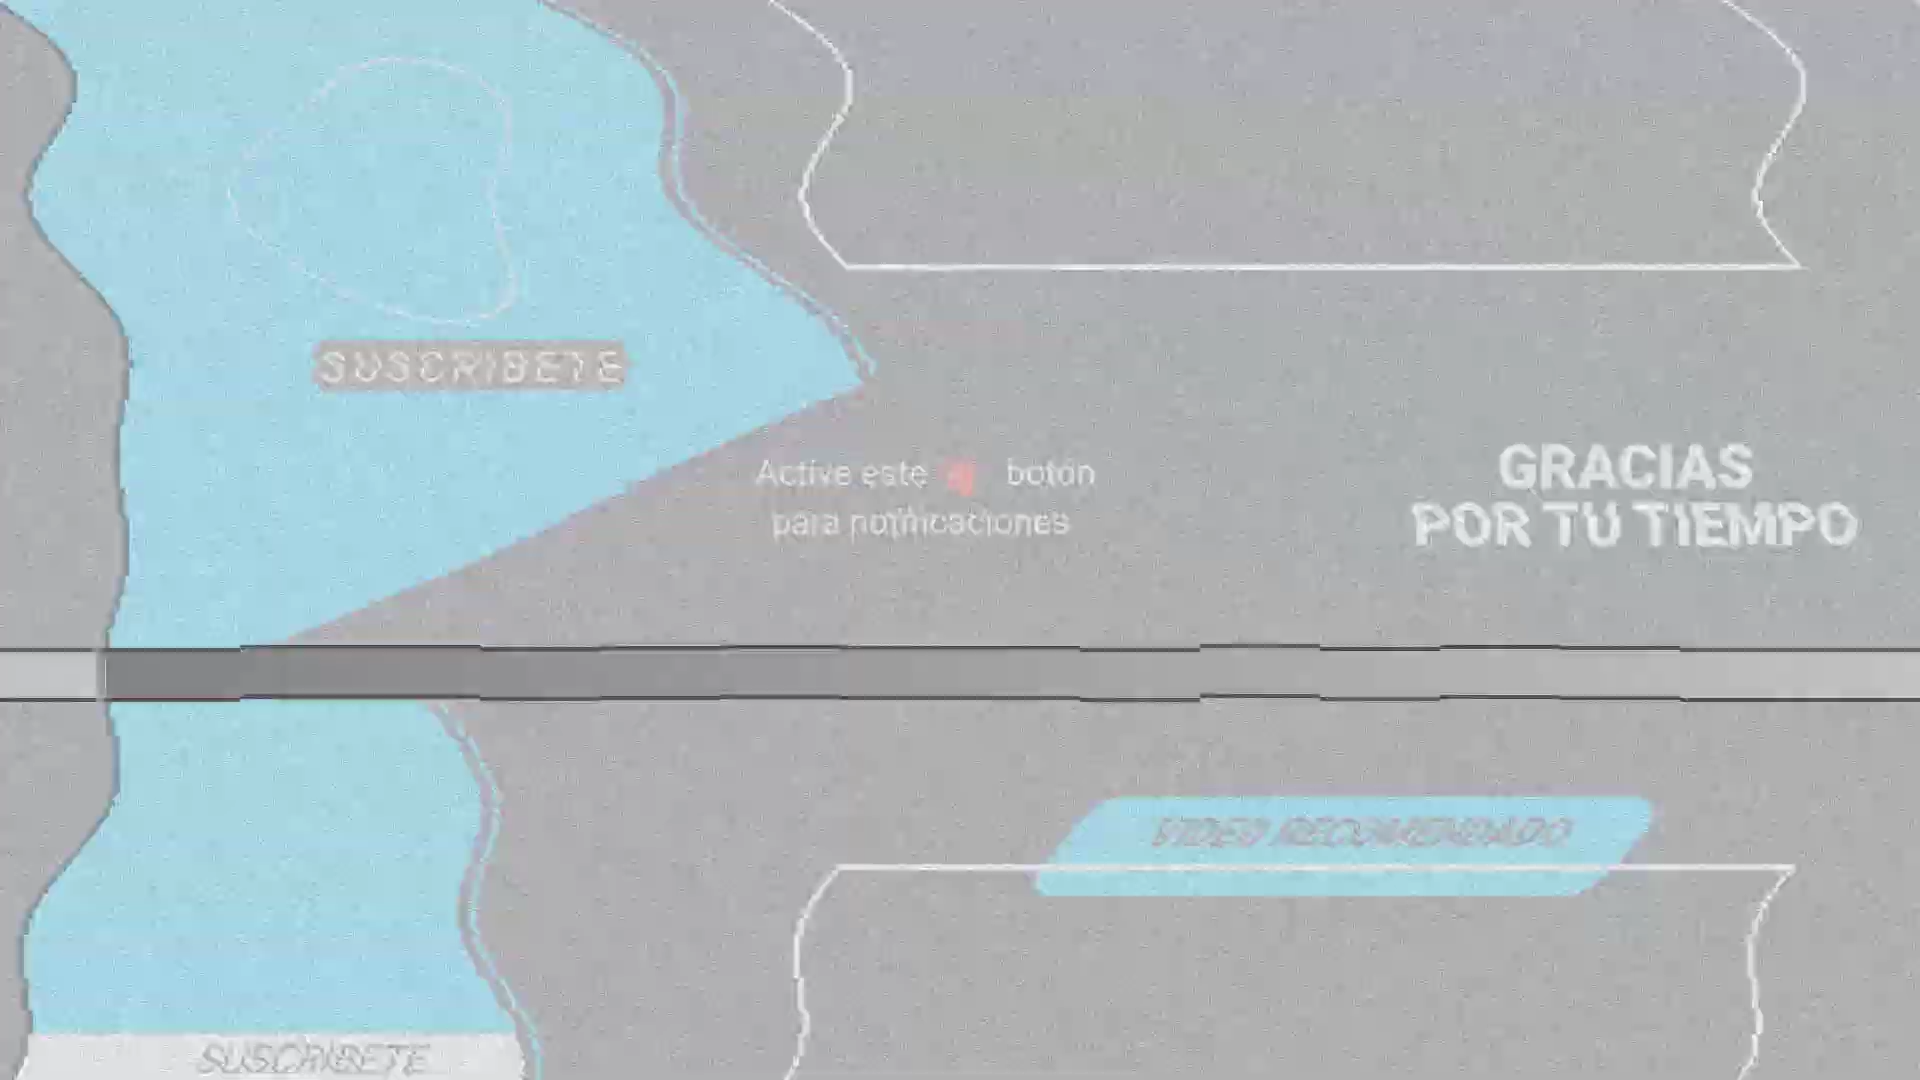 SUSCRIBETE
Active este botón
para notificaciones
GRACIAS
POR TU TIEMPO
VIDEO RECOMENDADO
SUSCRIBETE